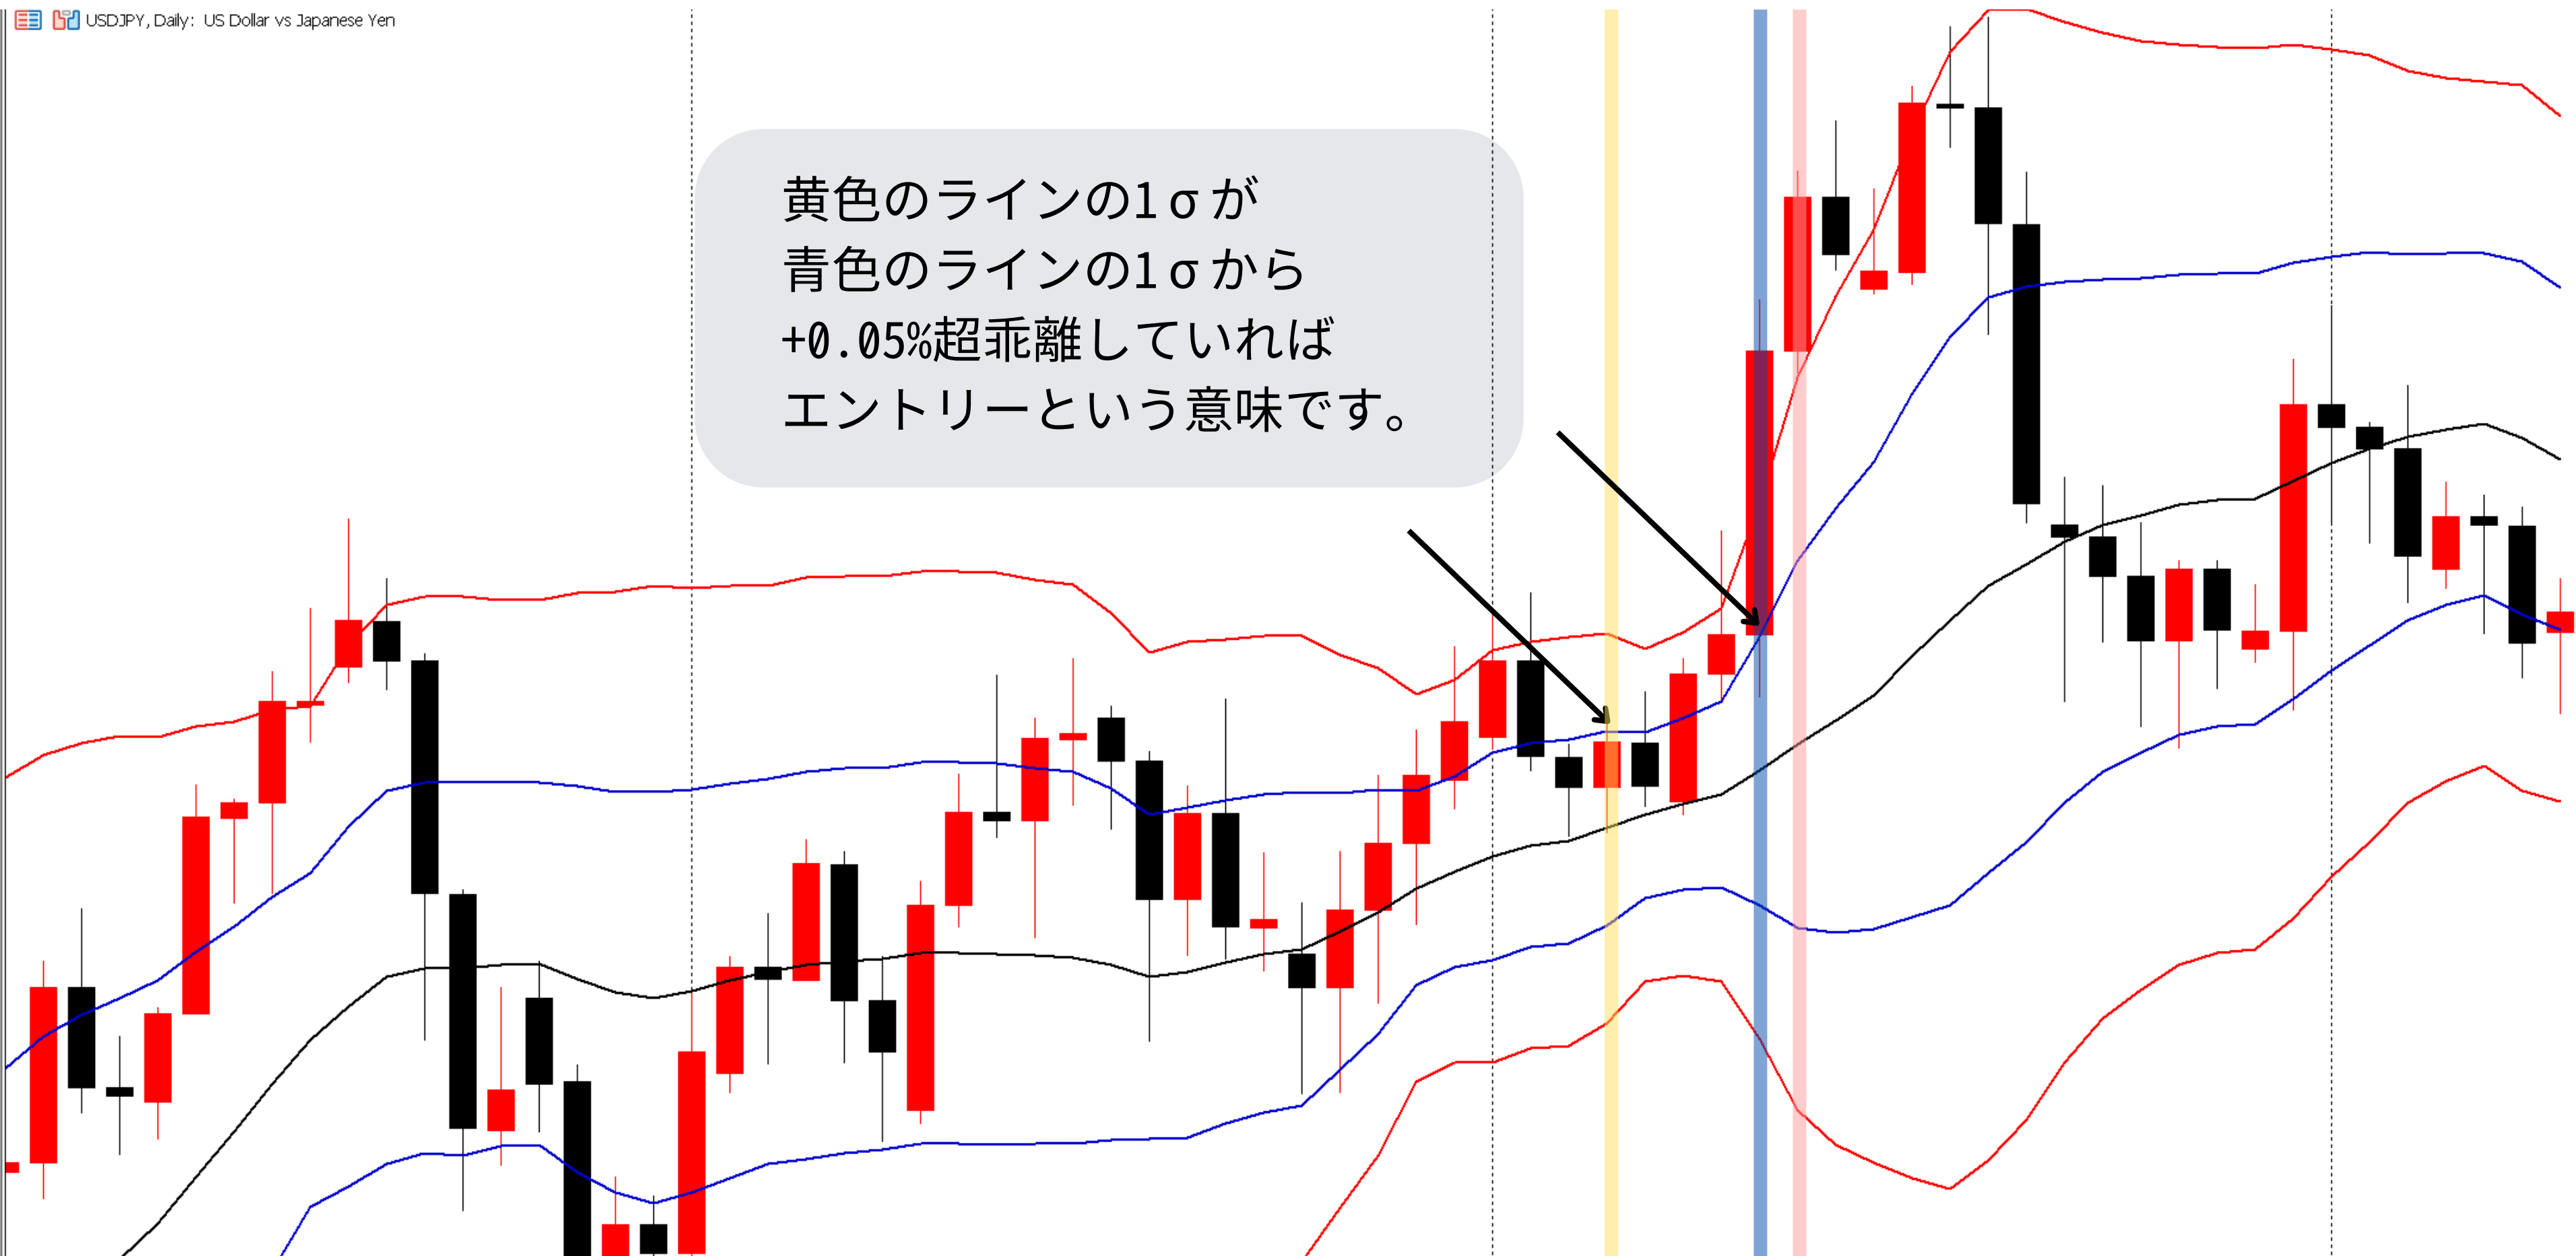 USDJPY, Daily: US Dollar vs Japanese Yen
黄色のラインの1σが
青色のラインの1σから
+0.05%超乖離していれば
エントリーという意味です。